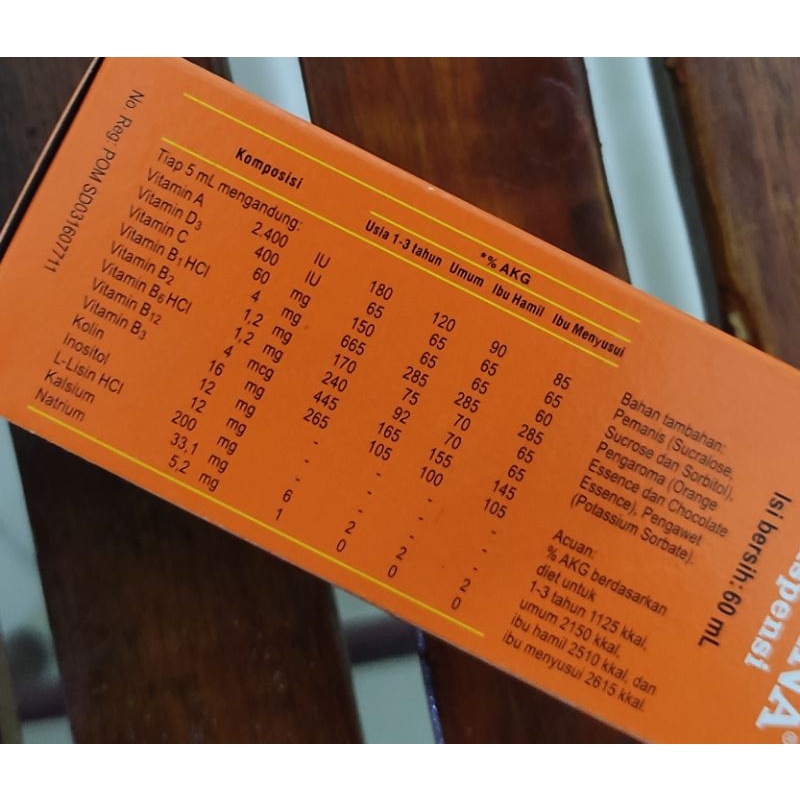 No Reg: POM SD031607711
Komposisi
*% AKG
Usia 1-3 tahun Umum Ibu Hamil Ibu Menyusui
Tiap 5 mL mengandung:
Vitamin A 2.400 IU 180 120 90 85
Vitamin D3 400 IU 65 65 65 65
Vitamin C 60 mg 150 65 65 60
Vitamin B1 HCl 4 mg 665 285 285 285
Vitamin B2 1,2 mg 170 75 70 65
Vitamin B6 HCl 1,2 mg 240 92 70 65
Vitamin B12 4 mcg 445 165 155 145
Vitamin B3 16 mg 265 105 100 105
Kolin 12 mg - - - -
Inositol 12 mg - - - -
L-Lisin HCl 200 mg - - - -
Kalsium 33,1 mg 6 2 2 2
Natrium 5,2 mg 1 0 0 0
Bahan tambahan:
Pemanis (Sucralose,
Sucrose dan Sorbitol),
Pengaroma (Orange
Essence dan Chocolate
Essence), Pengawet
(Potassium Sorbate).
Acuan:
% AKG berdasarkan
diet untuk
1-3 tahun 1125 kkal,
umum 2150 kkal,
ibu hamil 2510 kkal, dan
ibu menyusui 2615 kkal.
Isi bersih: 60 mL